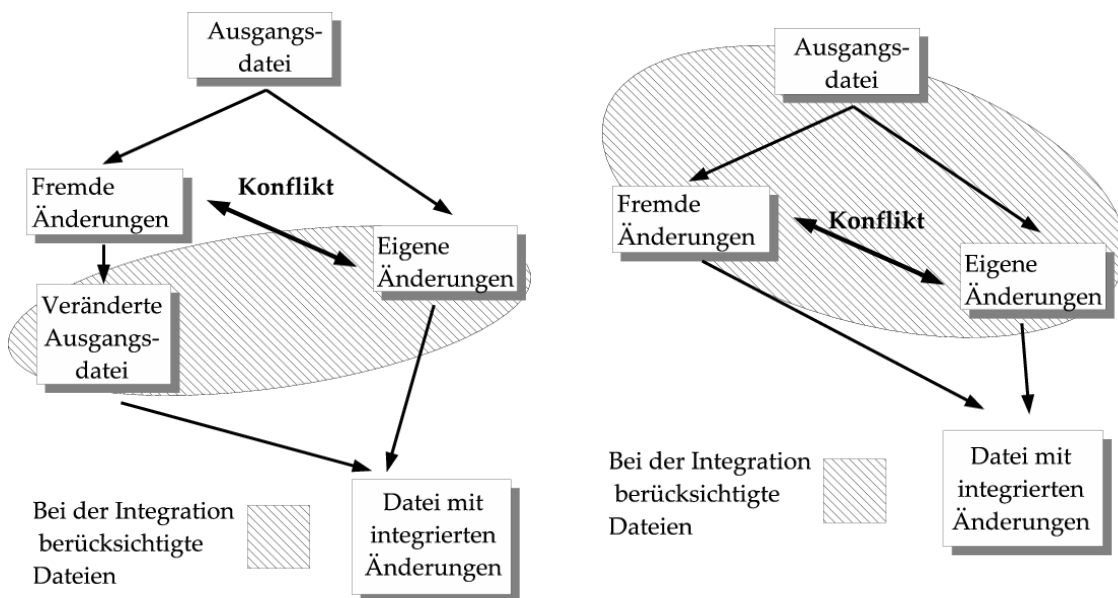 Ausgangs-
datei
Fremde
Änderungen
Konflikt
Eigene
Änderungen
Veränderte
Ausgangs-
datei
Bei der Integration
berücksichtigte
Dateien
Datei mit
integrierten
Änderungen
Ausgangs-
datei
Fremde
Änderungen
Konflikt
Eigene
Änderungen
Bei der Integration
berücksichtigte
Dateien
Datei mit
integrierten
Änderungen